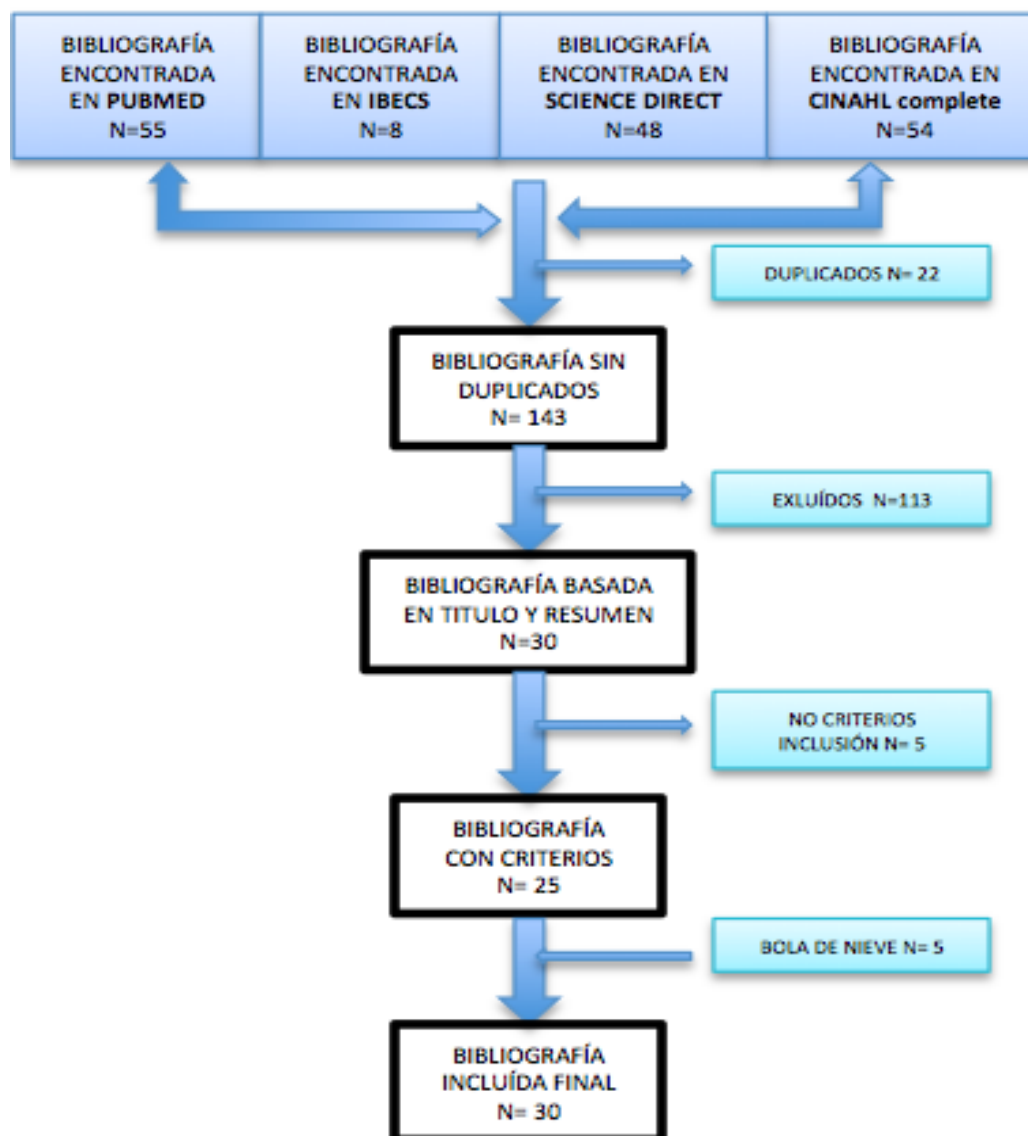 BIBLIOGRAFÍA
ENCONTRADA
EN PUBMED
N=55
BIBLIOGRAFÍA
ENCONTRADA
EN IBECS
N=8
BIBLIOGRAFÍA
ENCONTRADA EN
SCIENCE DIRECT
N=48
BIBLIOGRAFÍA
ENCONTRADA EN
CINAHL complete
N=54
DUPLICADOS N= 22
BIBLIOGRAFÍA SIN
DUPLICADOS
N= 143
EXLUÍDOS N=113
BIBLIOGRAFÍA BASADA
EN TITULO Y RESUMEN
N=30
NO CRITERIOS
INCLUSIÓN N= 5
BIBLIOGRAFÍA
CON CRITERIOS
N= 25
BOLA DE NIEVE N= 5
BIBLIOGRAFÍA
INCLUÍDA FINAL
N= 30